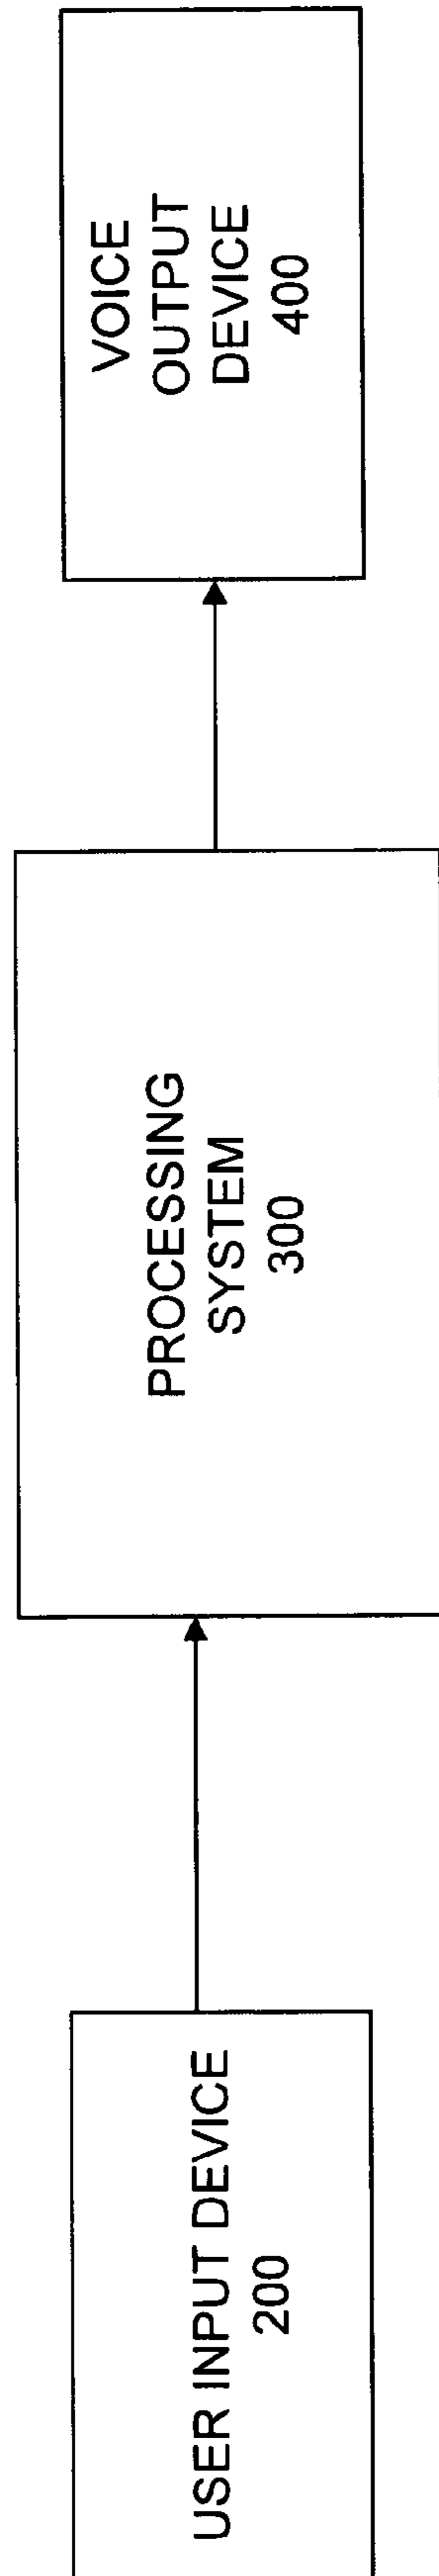 USER INPUT DEVICE
200
PROCESSING
SYSTEM
300
VOICE
OUTPUT
DEVICE
400